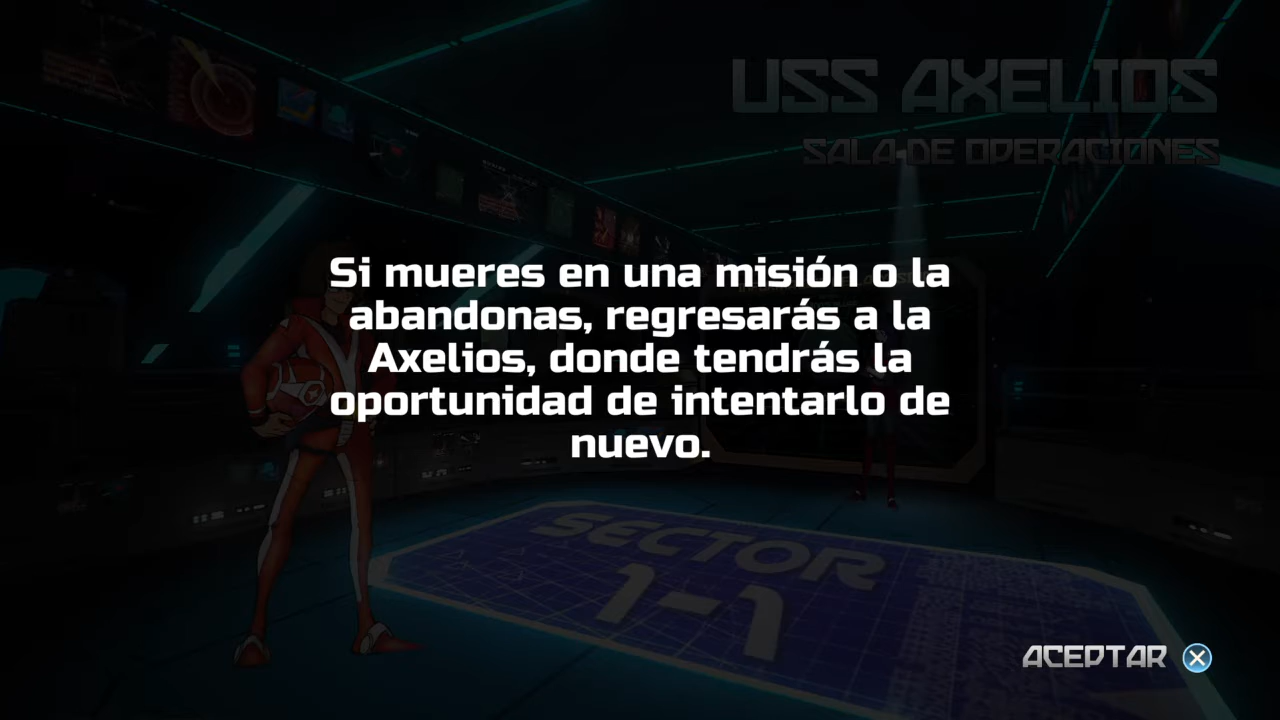 USS AXELIOS
SALA DE OPERACIONES
Si mueres en una misión o la
abandonas, regresarás a la
Axelios, donde tendrás la
oportunidad de intentarlo de
nuevo.
SECTOR
1-1
ACEPTAR